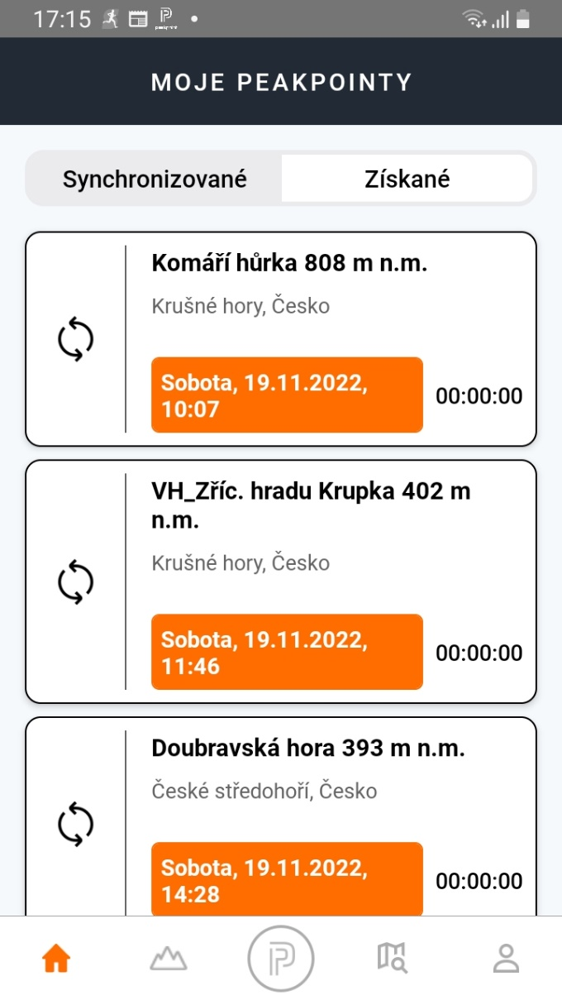 17:15
peakpoint
MOJE PEAKPOINTY
Synchronizované
Získané
Komáří hůrka 808 m n.m.
Krušné hory, Česko
Sobota, 19.11.2022,
10:07
00:00:00
VH_Zříc. hradu Krupka 402 m
n.m.
Krušné hory, Česko
Sobota, 19.11.2022,
11:46
00:00:00
Doubravská hora 393 m n.m.
České středohoří, Česko
Sobota, 19.11.2022,
14:28
00:00:00